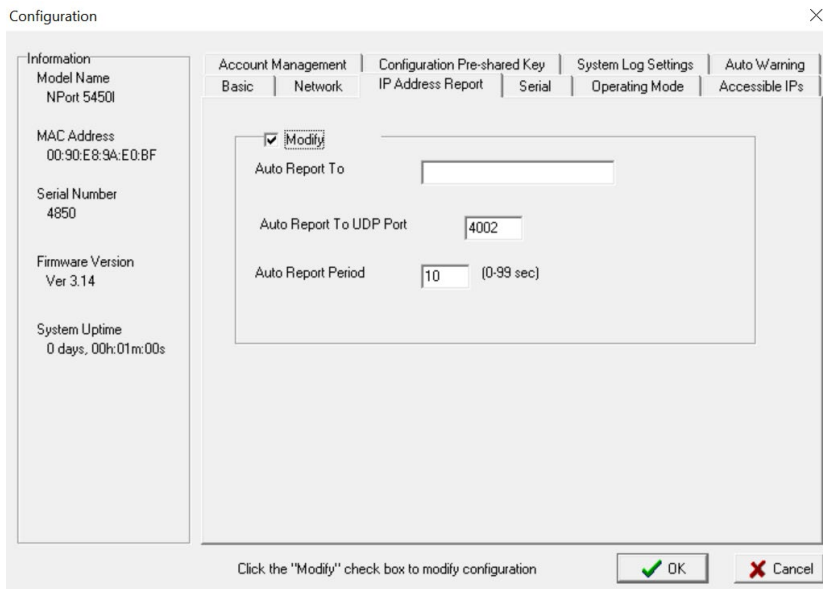 Configuration
Information
Model Name
NPort 5450I
MAC Address
00:90:E8:9A:E0:BF
Serial Number
4850
Firmware Version
Ver 3.14
System Uptime
0 days, 00h:01m:00s
Account Management
Configuration Pre-shared Key
System Log Settings
Auto Warning
Basic
Network
IP Address Report
Serial
Operating Mode
Accessible IPs
Modify
Auto Report To
Auto Report To UDP Port
4002
Auto Report Period
10
(0-99 sec)
Click the "Modify" check box to modify configuration
OK
Cancel